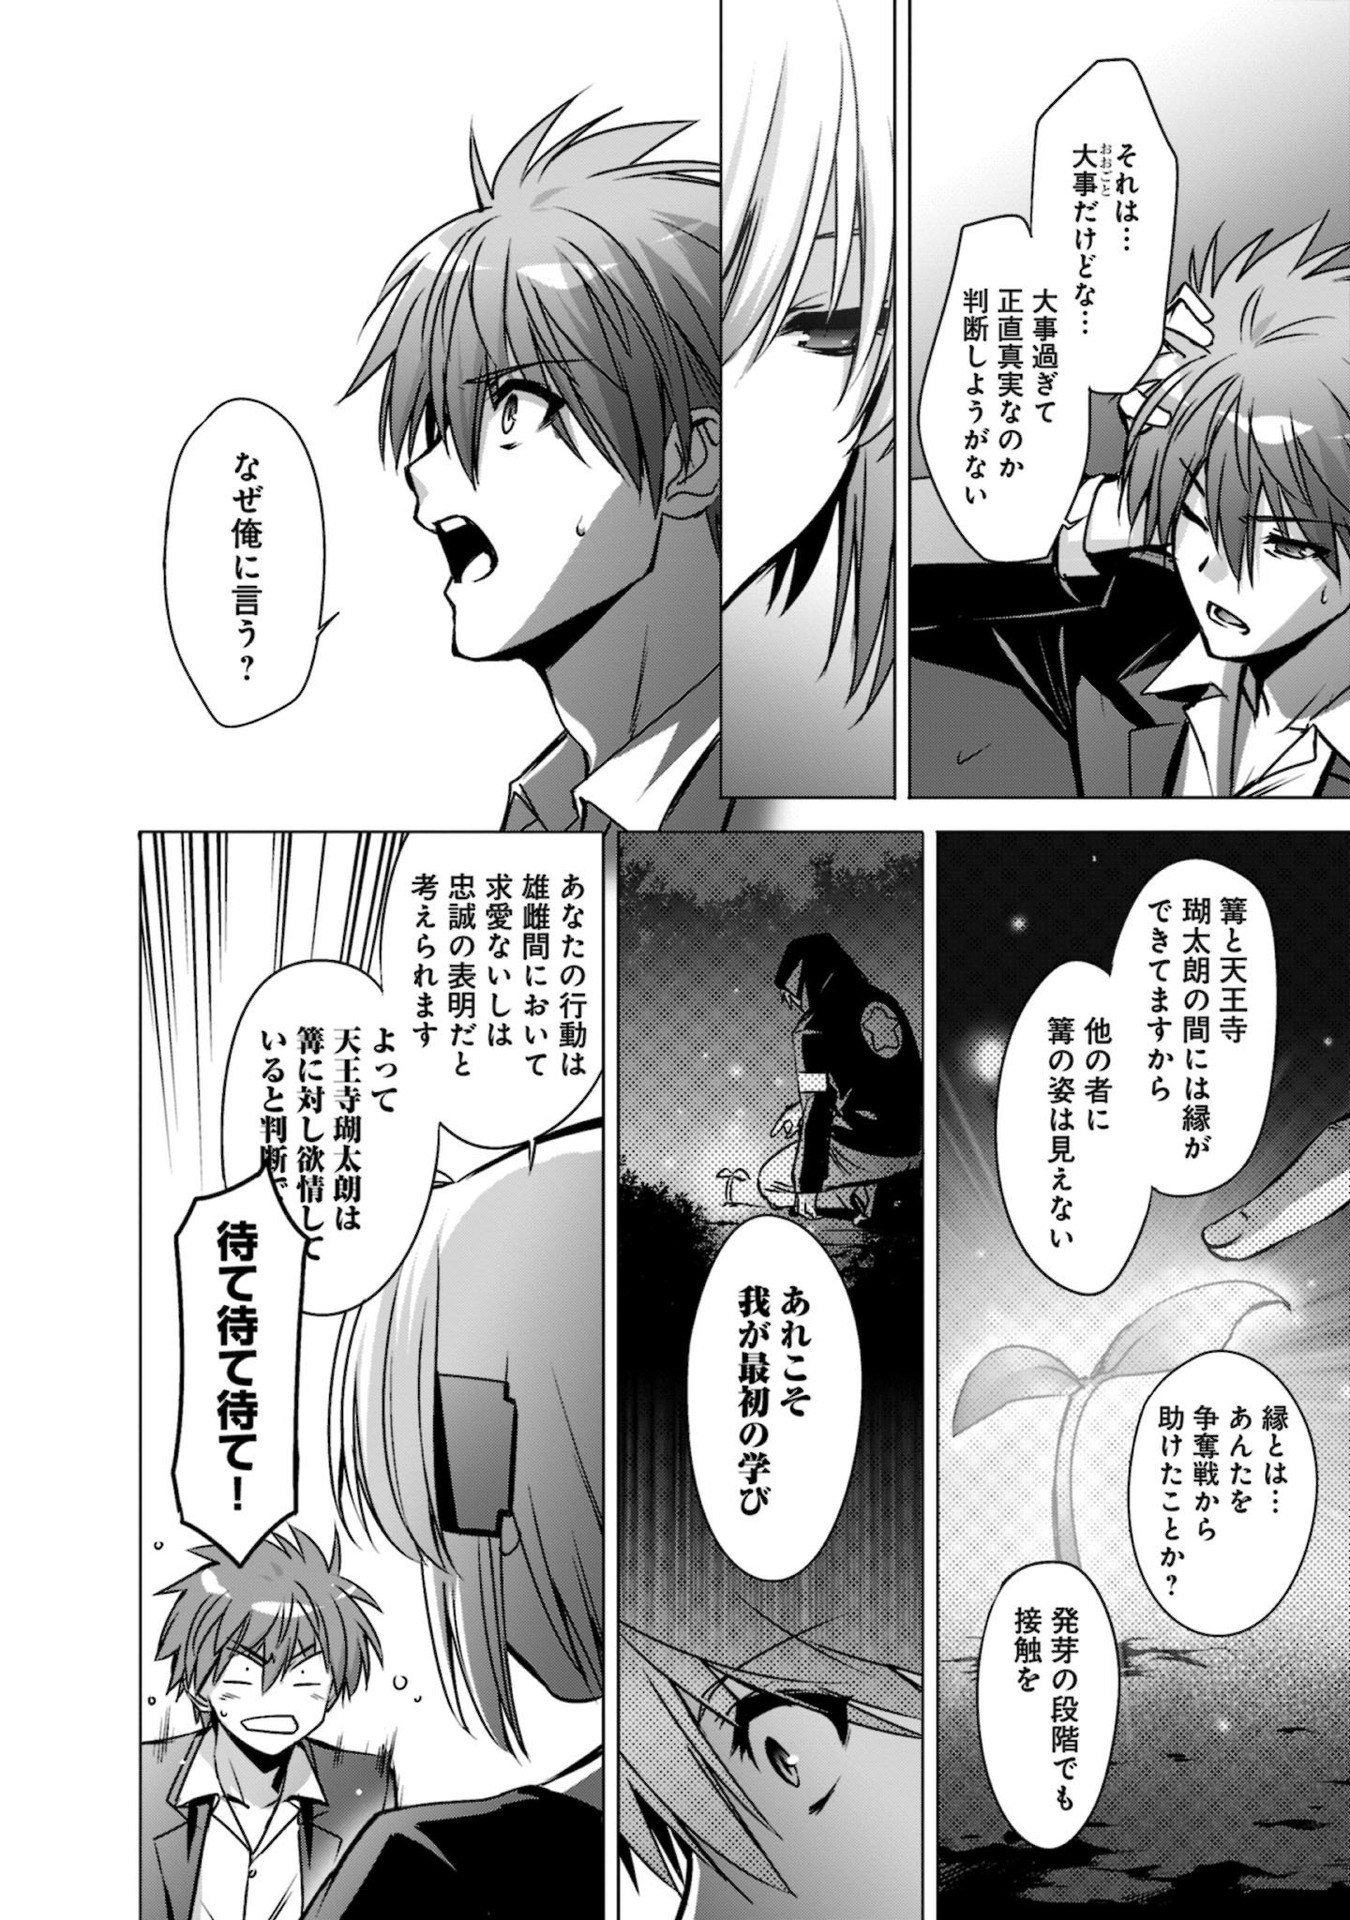 それは…
大事だけどな…
おおごと
大事過ぎて
正直真実なのか
判断しようがない
なぜ俺に言う？
篝と天王寺
瑚太朗の間には縁が
できてますから
他の者に
篝の姿は見えない
縁とは…
あんたを
争奪戦から
助けたことか？
発芽の段階でも
接触を
あれこそ
我が最初の学び
あなたの行動は
雄雌間において
求愛ないしは
忠誠の表明だと
考えられます
よって
天王寺瑚太朗は
篝に対し欲情して
いると判断で
待て待て待て！